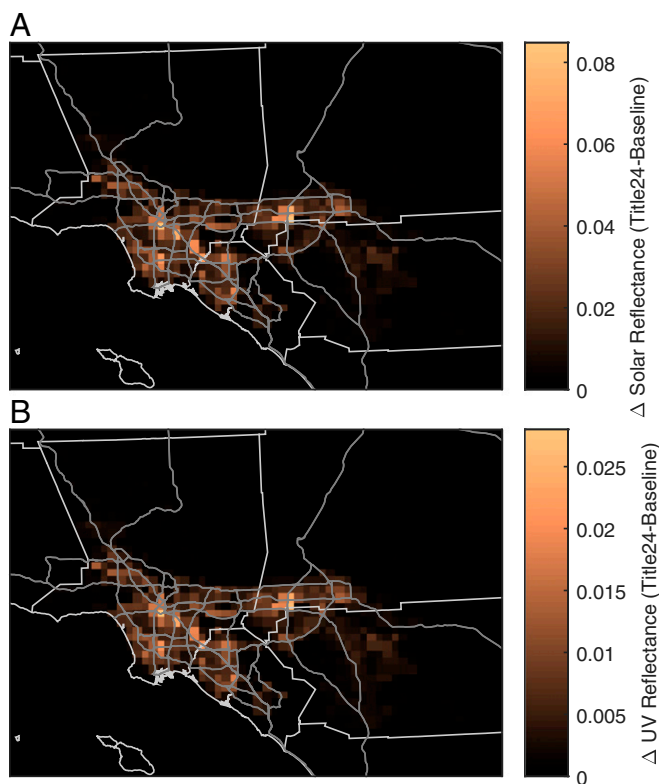 A
0.08
0.06
0.04
0.02
0
Δ Solar Reflectance (Title24-Baseline)
B
0.025
0.02
0.015
0.01
0.005
0
Δ UV Reflectance (Title24-Baseline)